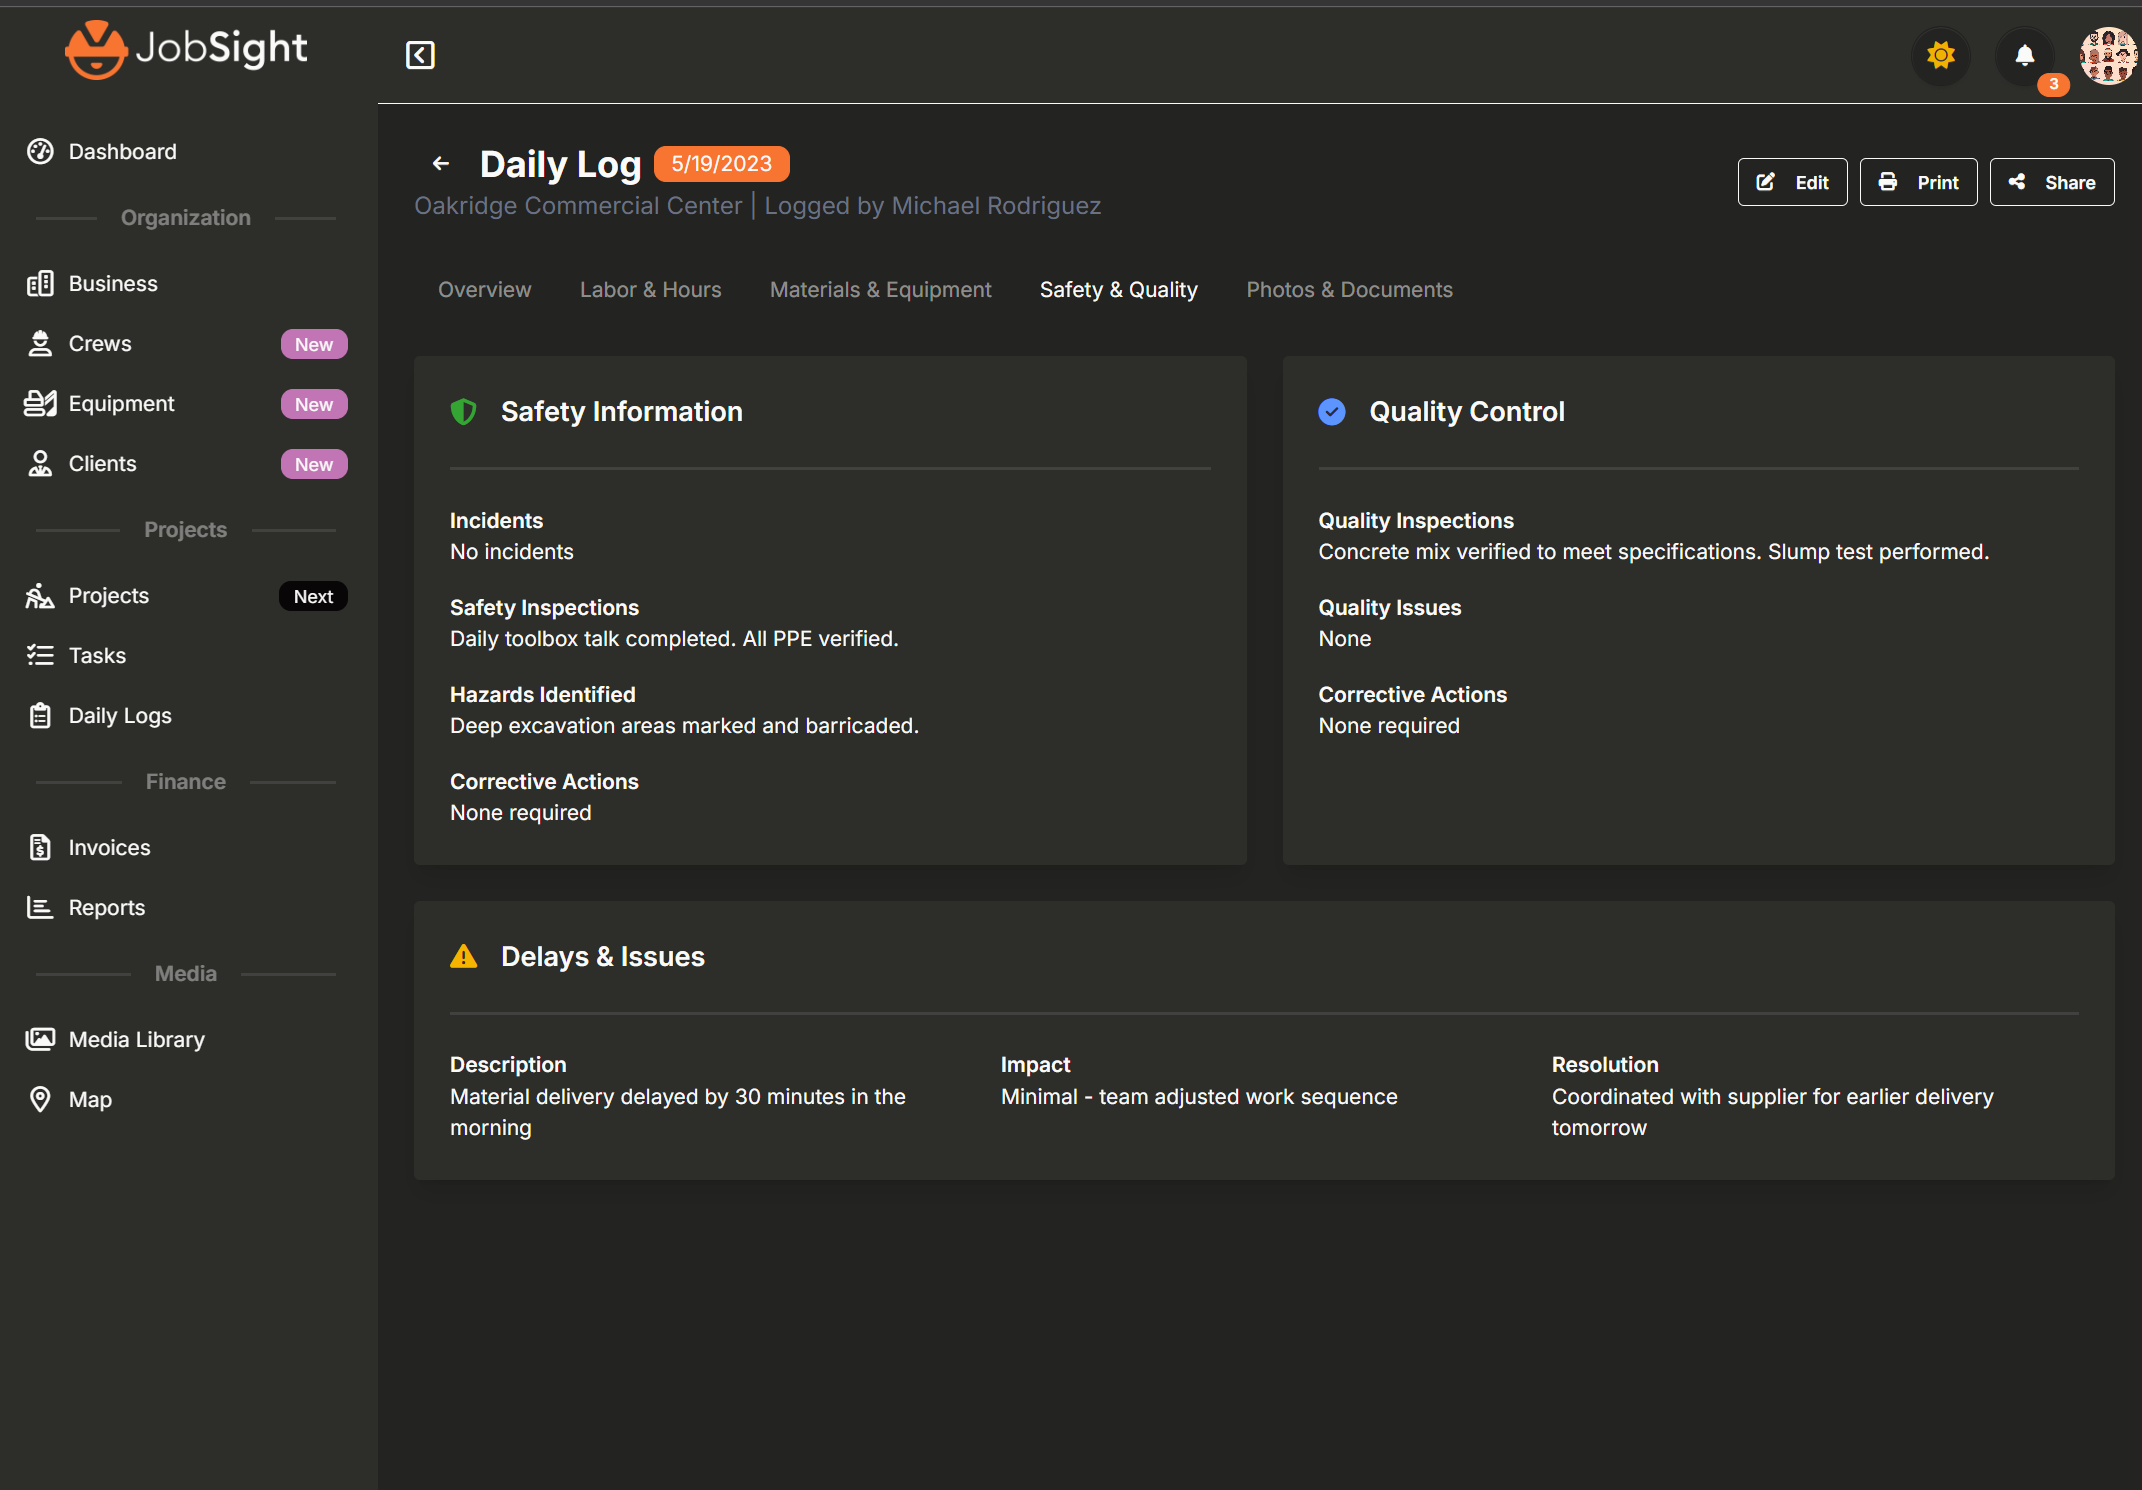 JobSight
3
Dashboard
Organization
Business
Crews New
Equipment New
Clients New
Projects
Projects Next
Tasks
Daily Logs
Finance
Invoices
Reports
Media
Media Library
Map
Daily Log 5/19/2023
Oakridge Commercial Center | Logged by Michael Rodriguez
Edit Print Share
Overview Labor & Hours Materials & Equipment Safety & Quality Photos & Documents
Safety Information
Incidents
No incidents
Safety Inspections
Daily toolbox talk completed. All PPE verified.
Hazards Identified
Deep excavation areas marked and barricaded.
Corrective Actions
None required
Quality Control
Quality Inspections
Concrete mix verified to meet specifications. Slump test performed.
Quality Issues
None
Corrective Actions
None required
Delays & Issues
Description
Material delivery delayed by 30 minutes in the
morning
Impact
Minimal - team adjusted work sequence
Resolution
Coordinated with supplier for earlier delivery
tomorrow